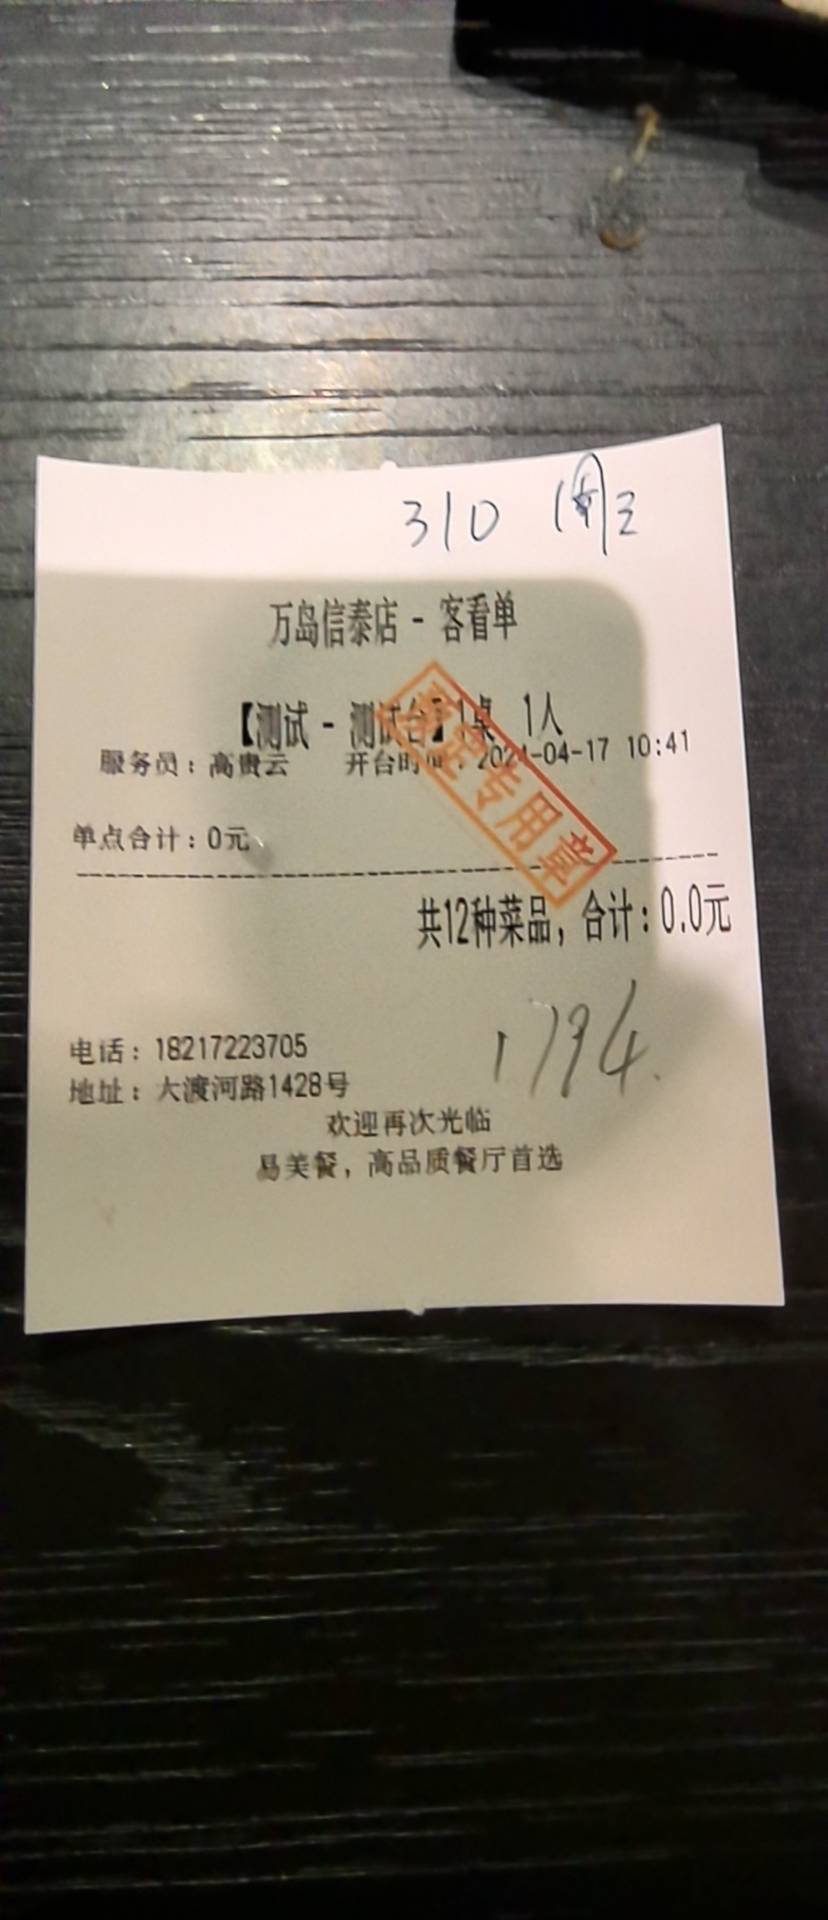 310
万岛信泰店 - 客看单
【测试 - 测试台】1桌 1人
服务员：高贵云 开台时间：2024-04-17 10:41
专用章
单点合计：0元
共12种菜品，合计：0.0元
1794.
电话：18217223705
地址：大渡河路1428号
欢迎再次光临
易美餐，高品质餐厅首选